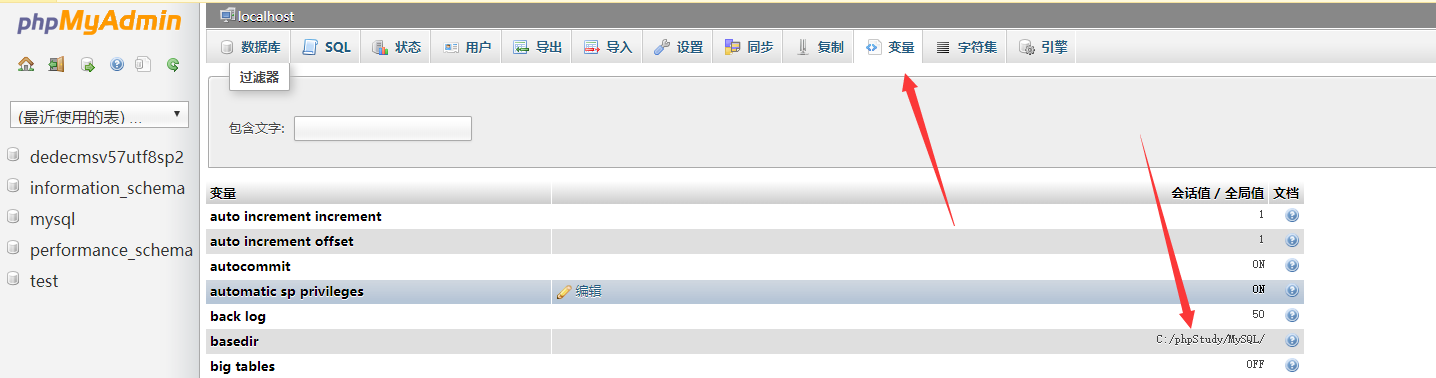 phpMyAdmin
(最近使用的表) ...
dedecmsv57utf8sp2
information_schema
mysql
performance_schema
test
localhost
数据库 SQL 状态 用户 导出 导入 设置 同步 复制 变量 字符集 引擎
过滤器
包含文字:
变量 会话值 / 全局值 文档
auto increment increment 1
auto increment offset 1
autocommit ON
automatic sp privileges 编辑 ON
back log 50
basedir C:/phpStudy/MySQL/
big tables OFF